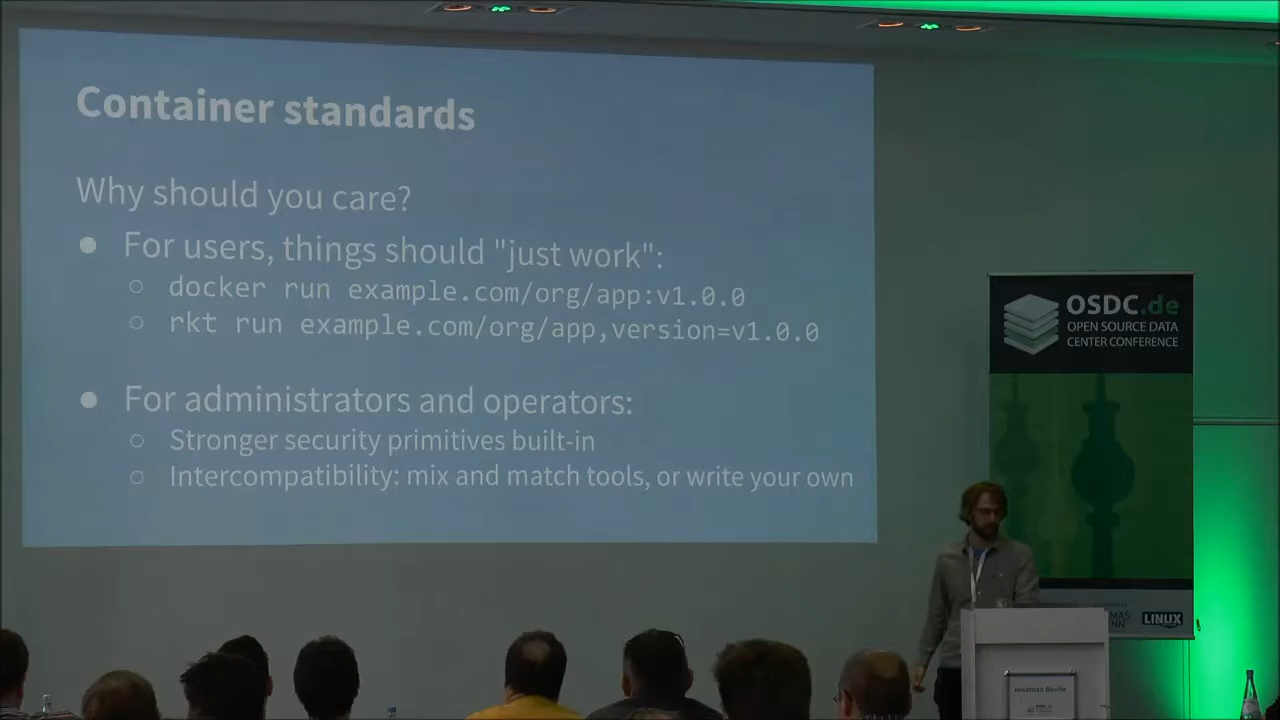 Container standards
Why should you care?
● For users, things should "just work":
○ docker run example.com/org/app:v1.0.0
○ rkt run example.com/org/app,version=v1.0.0
● For administrators and operators:
○ Stronger security primitives built-in
○ Intercompatibility: mix and match tools, or write your own
OSDC.de
OPEN SOURCE DATA
CENTER CONFERENCE
LINUX
Jonathan Boulle